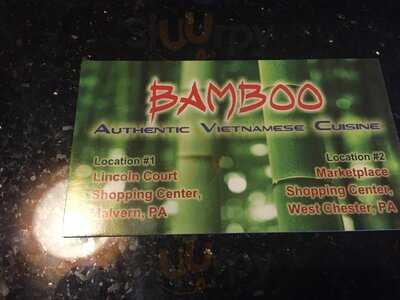 BAMBOO
AUTHENTIC VIETNAMESE CUISINE
Location #1
Lincoln Court
Shopping Center,
Malvern, PA
Location #2
Marketplace
Shopping Center,
West Chester, PA